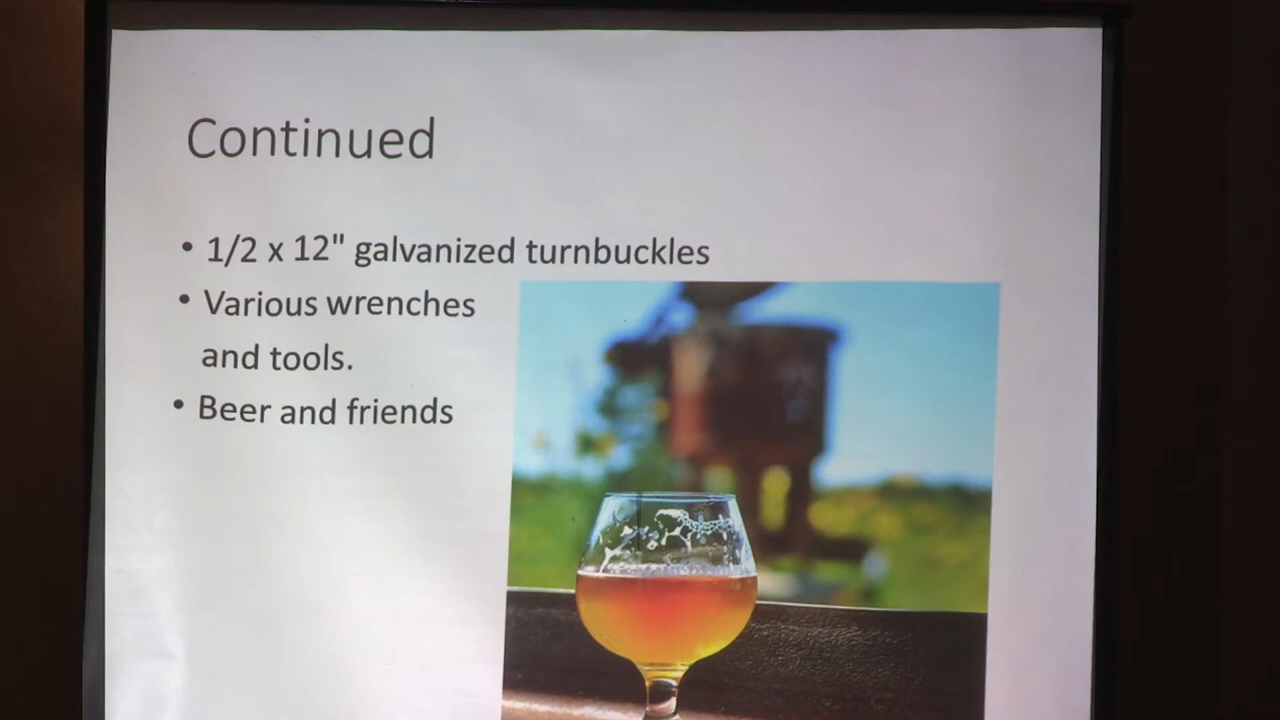 Continued
• 1/2 x 12" galvanized turnbuckles
• Various wrenches
and tools.
• Beer and friends